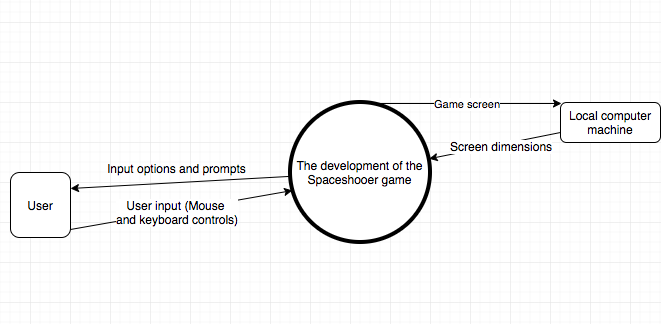 Game screen
Local computer
machine
Screen dimensions
The development of the
Spaceshooer game
Input options and prompts
User
User input (Mouse
and keyboard controls)